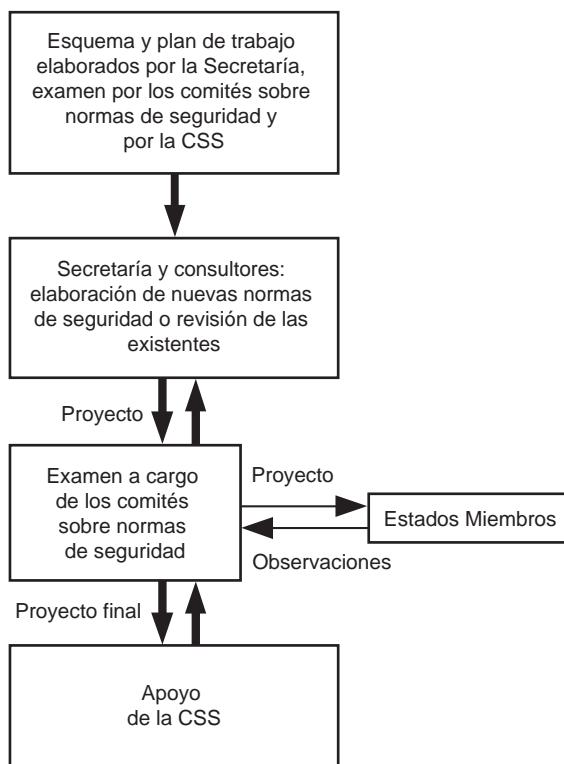 Esquema y plan de trabajo
elaborados por la Secretaría,
examen por los comités sobre
normas de seguridad y
por la CSS
Secretaría y consultores:
elaboración de nuevas normas
de seguridad o revisión de las
existentes
Proyecto
Examen a cargo
de los comités
sobre normas
de seguridad
Proyecto
Estados Miembros
Observaciones
Proyecto final
Apoyo
de la CSS